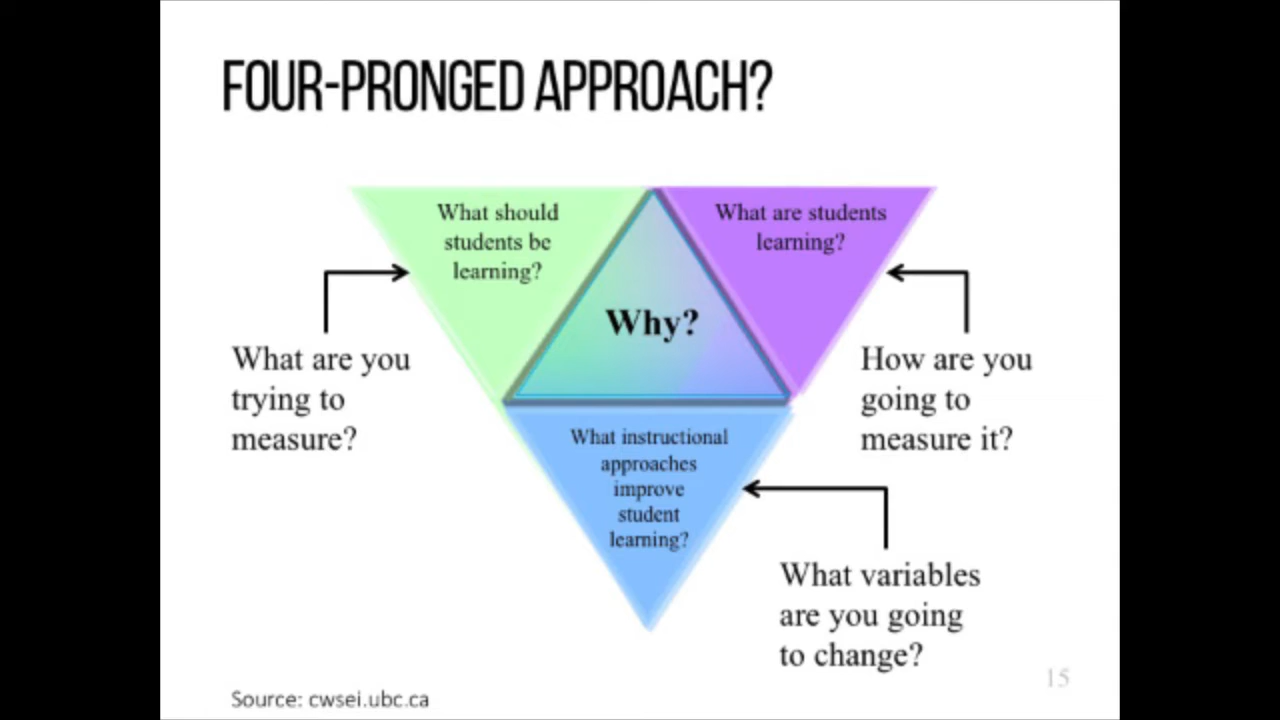 FOUR-PRONGED APPROACH?
What should
students be
learning?
What are students
learning?
Why?
What are you
trying to
measure?
How are you
going to
measure it?
What instructional
approaches
improve
student
learning?
What variables
are you going
to change?
15
Source: cwsei.ubc.ca